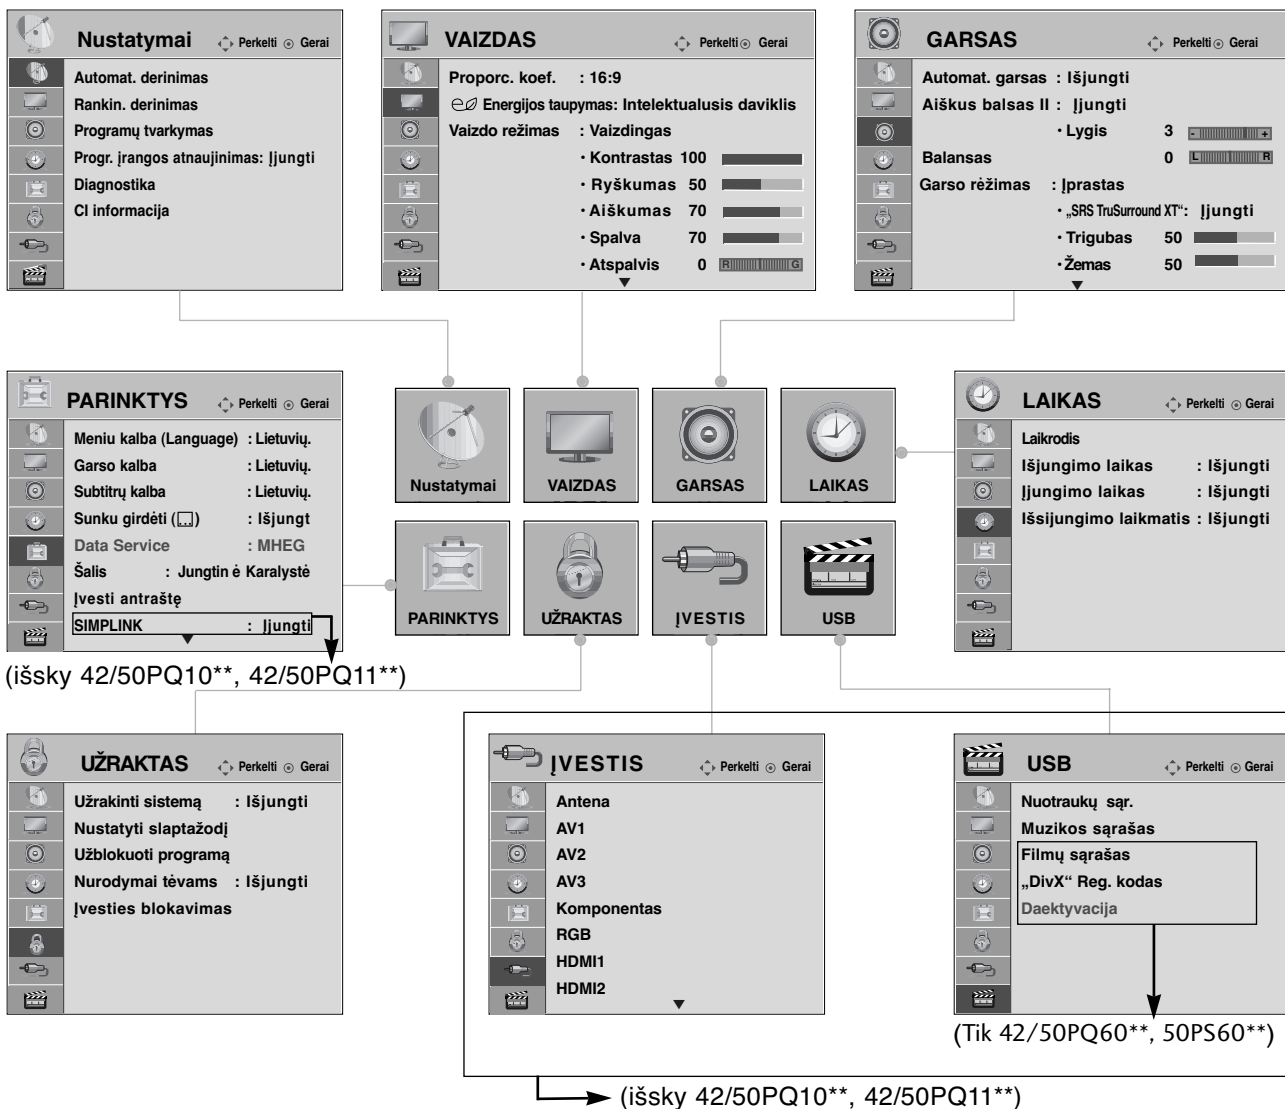 Nustatymai Perkelti Gerai
Automat. derinimas
Rankin. derinimas
Programų tvarkymas
Progr. įrangos atnaujinimas: Įjungti
Diagnostika
CI informacija
VAIZDAS Perkelti Gerai
Proporc. koef. : 16:9
Energijos taupymas: Intelektualusis daviklis
Vaizdo režimas : Vaizdingas
• Kontrastas 100
• Ryškumas 50
• Aiškumas 70
• Spalva 70
• Atspalvis 0 R G
GARSAS Perkelti Gerai
Automat. garsas : Išjungti
Aiškus balsas II : Įjungti
• Lygis 3 - +
Balansas 0 L R
Garso rėžimas : Įprastas
• „SRS TruSurround XT“: Įjungti
• Trigubas 50
• Žemas 50
PARINKTYS Perkelti Gerai
Meniu kalba (Language) : Lietuvių.
Garso kalba : Lietuvių.
Subtitrų kalba : Lietuvių.
Sunku girdėti ( ) : Išjungt
Data Service : MHEG
Šalis : Jungtin ė Karalystė
Įvesti antraštę
SIMPLINK : Įjungti
(išsky 42/50PQ10**, 42/50PQ11**)
Nustatymai
VAIZDAS
GARSAS
LAIKAS
PARINKTYS
UŽRAKTAS
ĮVESTIS
USB
LAIKAS Perkelti Gerai
Laikrodis
Išjungimo laikas : Išjungti
Įjungimo laikas : Išjungti
Išsijungimo laikmatis : Išjungti
UŽRAKTAS Perkelti Gerai
Užrakinti sistemą : Išjungti
Nustatyti slaptažodį
Užblokuoti programą
Nurodymai tėvams : Išjungti
Įvesties blokavimas
ĮVESTIS Perkelti Gerai
Antena
AV1
AV2
AV3
Komponentas
RGB
HDMI1
HDMI2
USB Perkelti Gerai
Nuotraukų sąr.
Muzikos sąrašas
Filmų sąrašas
„DivX“ Reg. kodas
Daektyvacija
(Tik 42/50PQ60**, 50PS60**)
(išsky 42/50PQ10**, 42/50PQ11**)